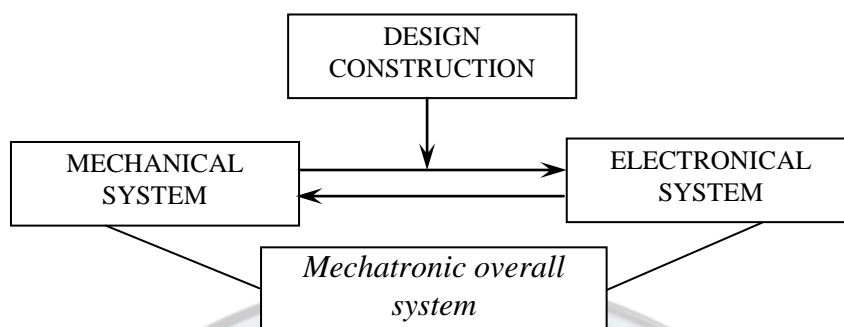 DESIGN
CONSTRUCTION
MECHANICAL
SYSTEM
ELECTRONICAL
SYSTEM
Mechatronic overall
system